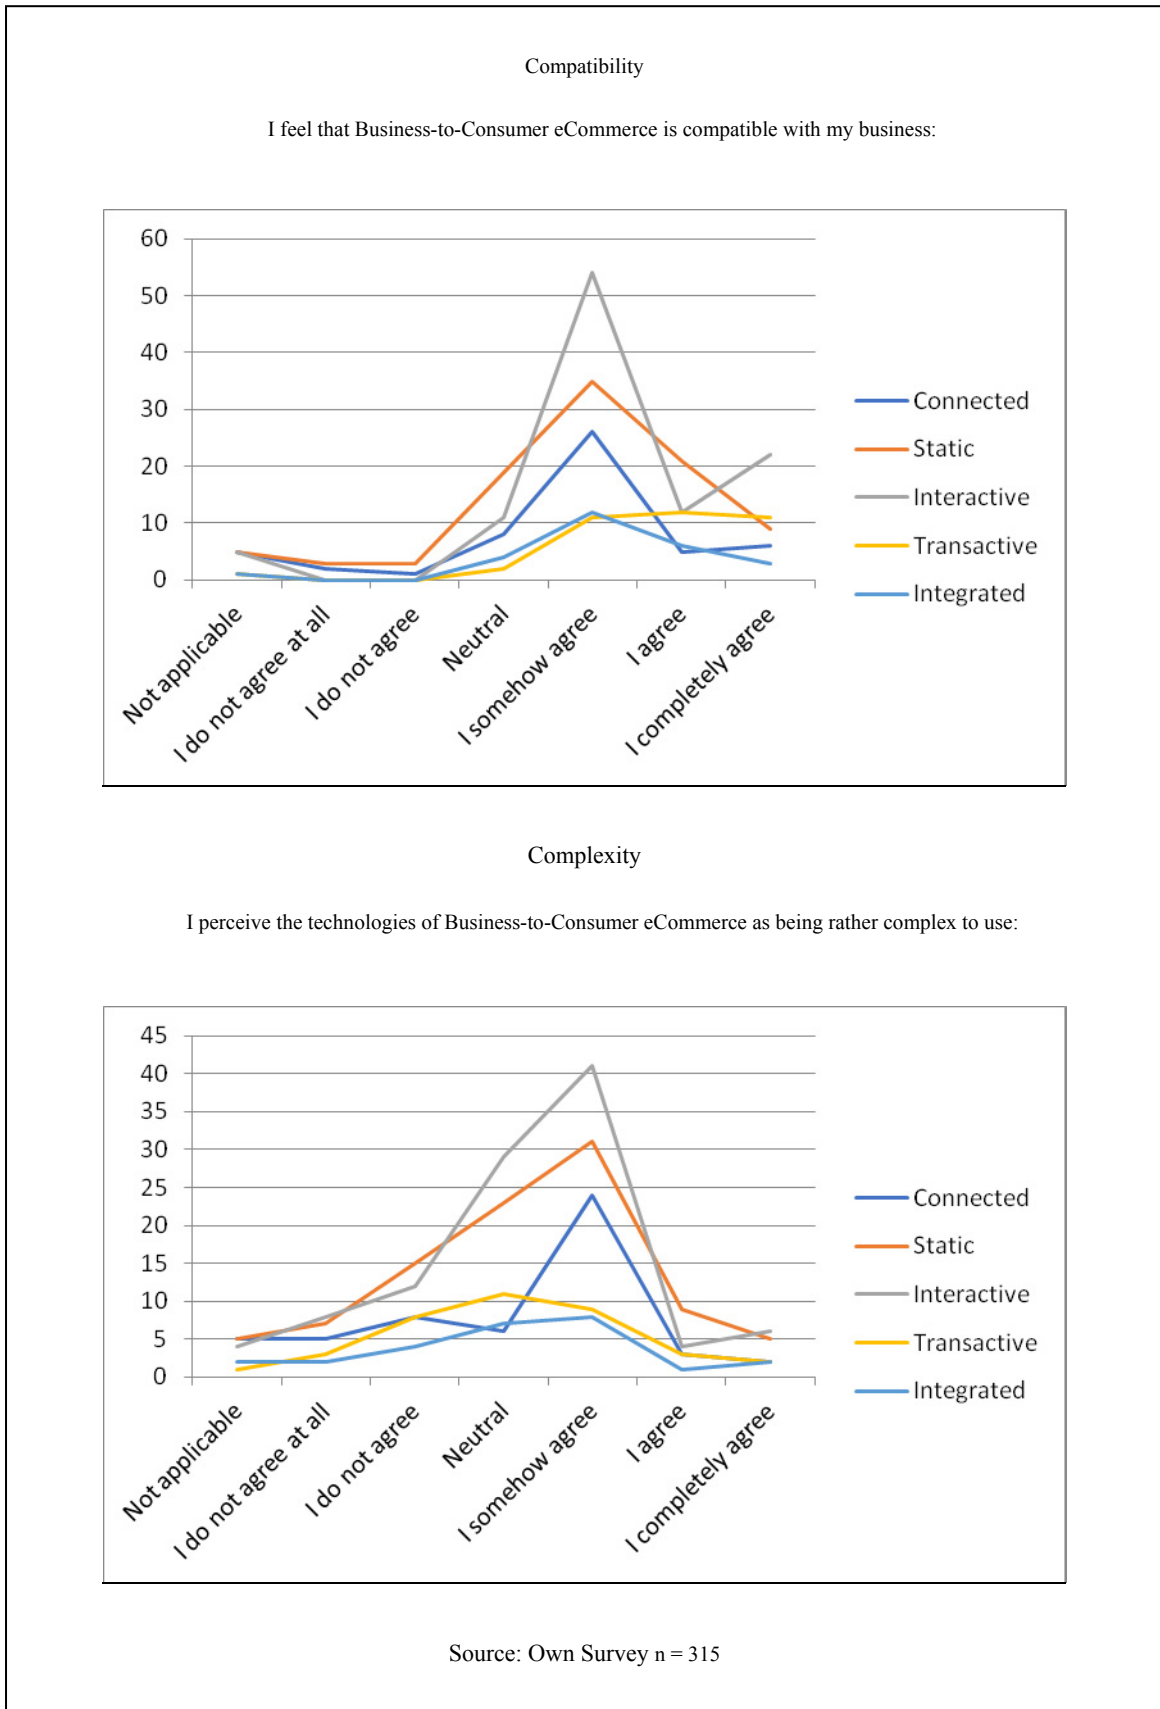 Compatibility
I feel that Business-to-Consumer eCommerce is compatible with my business:
60
50
40
30
20
10
0
Not applicable
I do not agree at all
I do not agree
Neutral
I somehow agree
I agree
I completely agree
Connected
Static
Interactive
Transactive
Integrated
Complexity
I perceive the technologies of Business-to-Consumer eCommerce as being rather complex to use:
45
40
35
30
25
20
15
10
5
0
Not applicable
I do not agree at all
I do not agree
Neutral
I somehow agree
I agree
I completely agree
Connected
Static
Interactive
Transactive
Integrated
Source: Own Survey n = 315